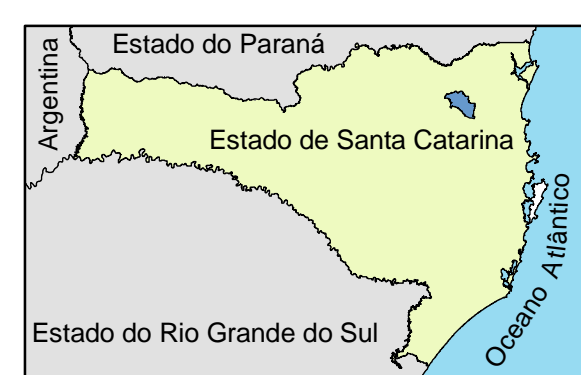 Estado do Paraná
Argentina
Estado de Santa Catarina
Oceano Atlântico
Estado do Rio Grande do Sul